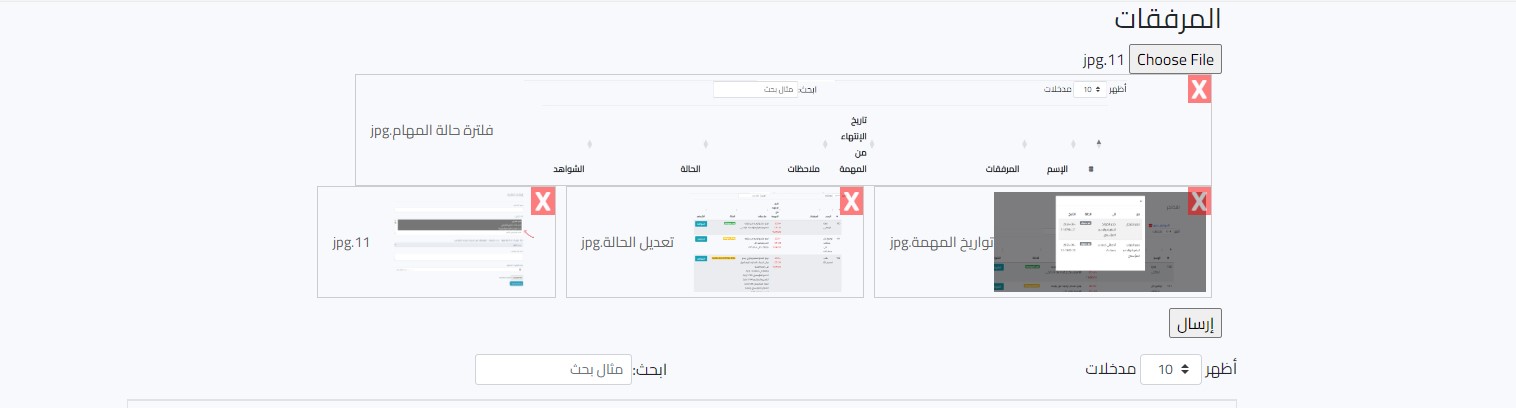 المرفقات
Choose File 11.jpg
X
أظهر 10 مدخلات ابحث: مثال بحث
# الإسم المرفقات تاريخ الإنتهاء من المهمة ملاحظات الحالة الشواهد
فلترة حالة المهام.jpg
X
تواريخ المهمة.jpg
X
تعديل الحالة.jpg
X
11.jpg
إرسال
أظهر 10 مدخلات ابحث: مثال بحث